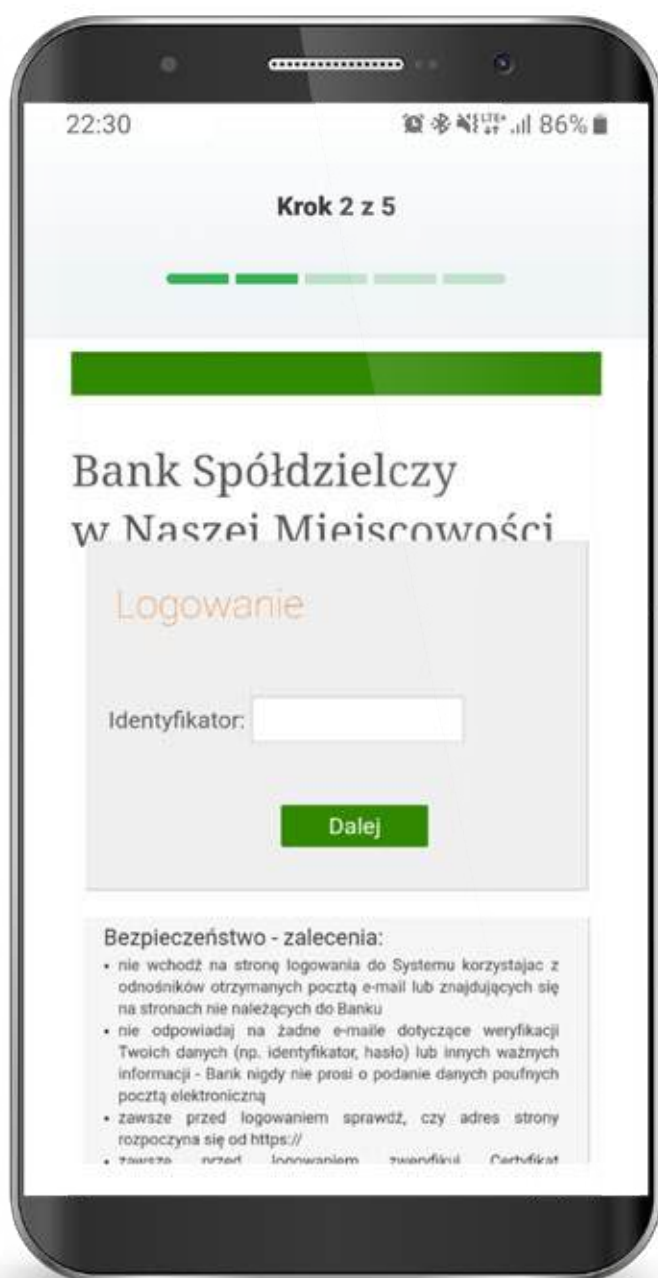 22:30 LTE+ 86%
Krok 2 z 5
Bank Spółdzielczy
w Naszej Miejscowości
Logowanie
Identyfikator:
Dalej
Bezpieczeństwo - zalecenia:
• nie wchodź na stronę logowania do Systemu korzystajac z
odnośników otrzymanych pocztą e-mail lub znajdujących się
na stronach nie należących do Banku
• nie odpowiadaj na żadne e-maile dotyczące weryfikacji
Twoich danych (np. identyfikator, hasło) lub innych ważnych
informacji - Bank nigdy nie prosi o podanie danych poufnych
pocztą elektroniczną
• zawsze przed logowaniem sprawdź, czy adres strony
rozpoczyna się od https://
• zawsze przed logowaniem zweryfikuj Certyfikat